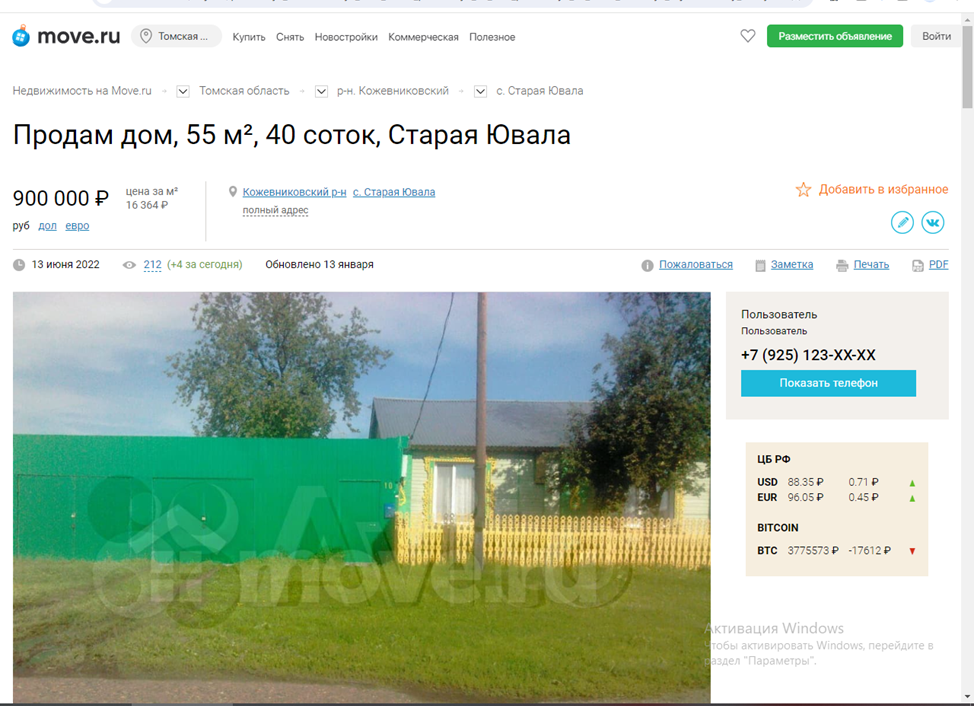 move.ru
Томская ...
Купить Снять Новостройки Коммерческая Полезное
Разместить объявление
Войти
Недвижимость на Move.ru
Томская область
р-н. Кожевниковский
с. Старая Ювала
Продам дом, 55 м², 40 соток, Старая Ювала
900 000 ₽
цена за м²
16 364 ₽
руб дол евро
Кожевниковский р-н с. Старая Ювала
полный адрес
Добавить в избранное
13 июня 2022
212 (+4 за сегодня)
Обновлено 13 января
Пожаловаться
Заметка
Печать
PDF
Пользователь
Пользователь
+7 (925) 123-XX-XX
Показать телефон
ЦБ РФ
USD 88.35 ₽ 0.71 ₽
EUR 96.05 ₽ 0.45 ₽
BITCOIN
BTC 3775573 ₽ -17612 ₽
move.ru
Активация Windows
Чтобы активировать Windows, перейдите в
раздел "Параметры".